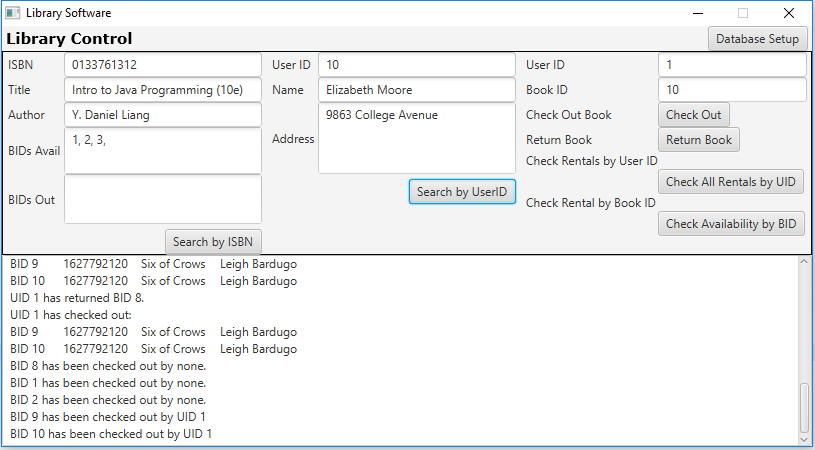 Library Software
Library Control
Database Setup
ISBN 0133761312 User ID 10 User ID 1
Title Intro to Java Programming (10e) Name Elizabeth Moore Book ID 10
Author Y. Daniel Liang Address 9863 College Avenue Check Out Book Check Out
BIDs Avail 1, 2, 3, Return Book Return Book
Check Rentals by User ID
Search by UserID Check All Rentals by UID
BIDs Out Check Rental by Book ID
Search by ISBN Check Availability by BID
BID 9 1627792120 Six of Crows Leigh Bardugo
BID 10 1627792120 Six of Crows Leigh Bardugo
UID 1 has returned BID 8.
UID 1 has checked out:
BID 9 1627792120 Six of Crows Leigh Bardugo
BID 10 1627792120 Six of Crows Leigh Bardugo
BID 8 has been checked out by none.
BID 1 has been checked out by none.
BID 2 has been checked out by none.
BID 9 has been checked out by UID 1
BID 10 has been checked out by UID 1